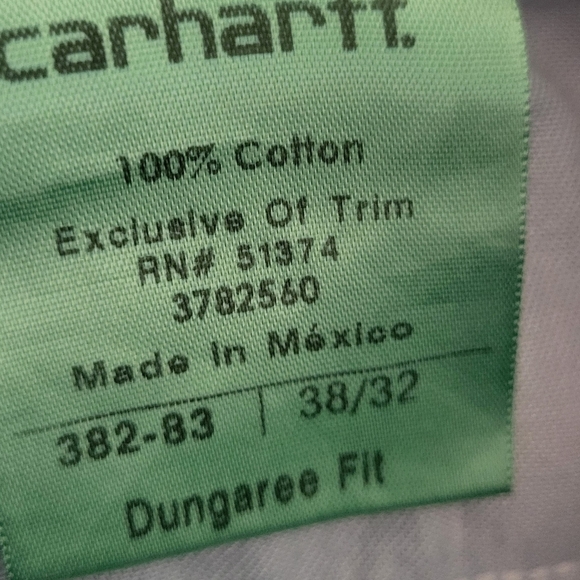 carhartt.
100% Cotton
Exclusive Of Trim
RN# 51374
3782560
Made In México
382-83 | 38/32
Dungaree Fit